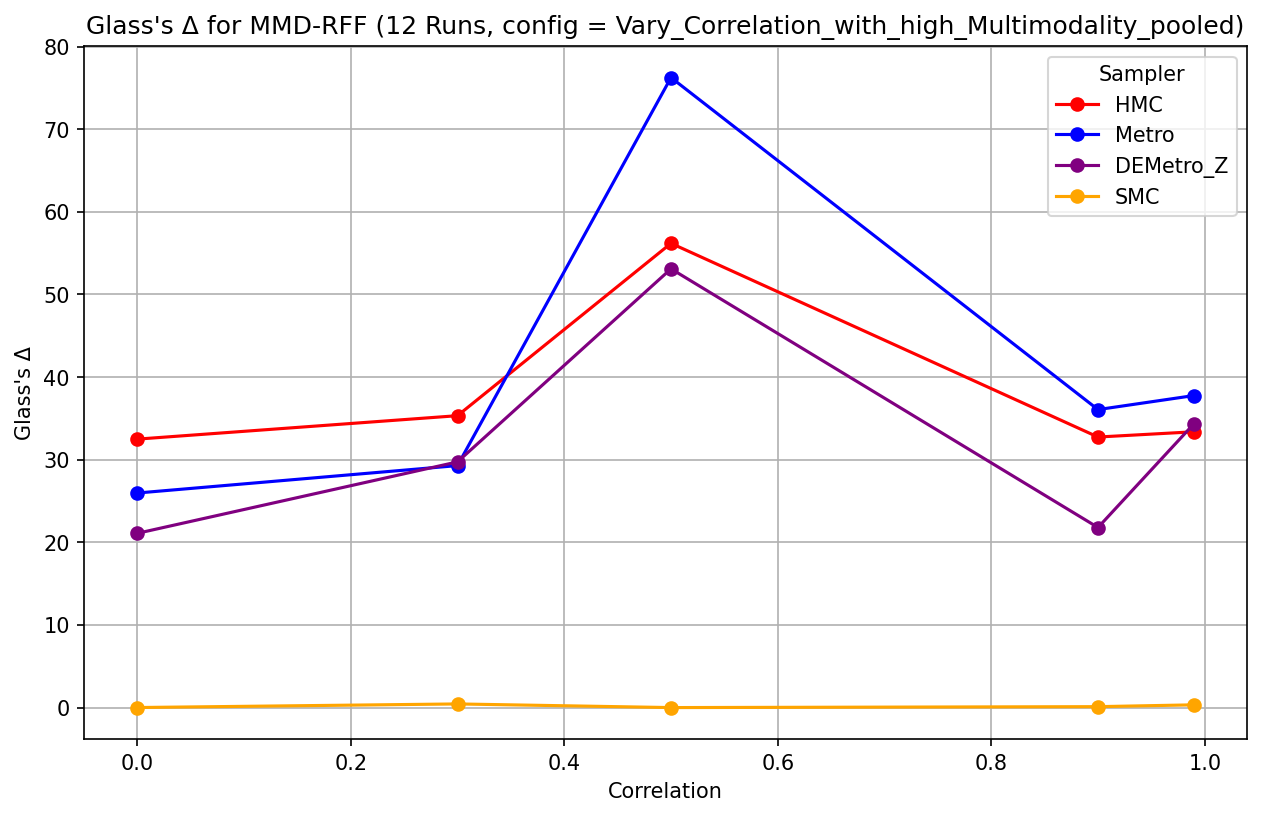 Glass's Δ for MMD-RFF (12 Runs, config = Vary_Correlation_with_high_Multimodality_pooled)
Glass's Δ
80
70
60
50
40
30
20
10
0
0.0
0.2
0.4
0.6
0.8
1.0
Correlation
Sampler
HMC
Metro
DEMetro_Z
SMC